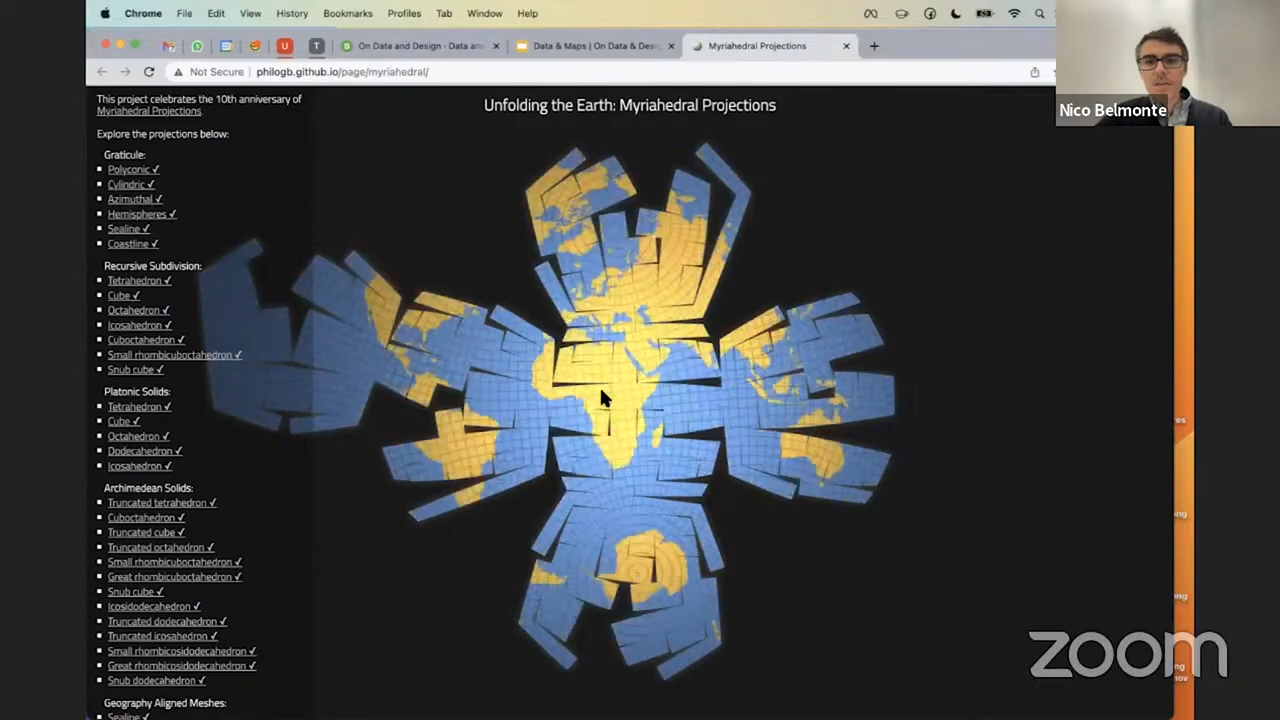 Chrome File Edit View History Bookmarks Profiles Tab Window Help
On Data and Design - Data and
Data & Maps | On Data & Desig
Myriahedral Projections
Not Secure philogb.github.io/page/myriahedral/
Nico Belmonte
This project celebrates the 10th anniversary of
Myriahedral Projections.
Unfolding the Earth: Myriahedral Projections
Explore the projections below:
Graticule:
Polyconic ✓
Cylindric ✓
Azimuthal ✓
Hemispheres ✓
Sealine ✓
Coastline ✓
Recursive Subdivision:
Tetrahedron ✓
Cube ✓
Octahedron ✓
Icosahedron ✓
Cuboctahedron ✓
Small rhombicuboctahedron ✓
Snub cube ✓
Platonic Solids:
Tetrahedron ✓
Cube ✓
Octahedron ✓
Dodecahedron ✓
Icosahedron ✓
Archimedean Solids:
Truncated tetrahedron ✓
Cuboctahedron ✓
Truncated cube ✓
Truncated octahedron ✓
Small rhombicuboctahedron ✓
Great rhombicuboctahedron ✓
Snub cube ✓
Icosidodecahedron ✓
Truncated dodecahedron ✓
Truncated icosahedron ✓
Small rhombicosidodecahedron ✓
Great rhombicosidodecahedron ✓
Snub dodecahedron ✓
Geography Aligned Meshes:
Sealine ✓
zoom